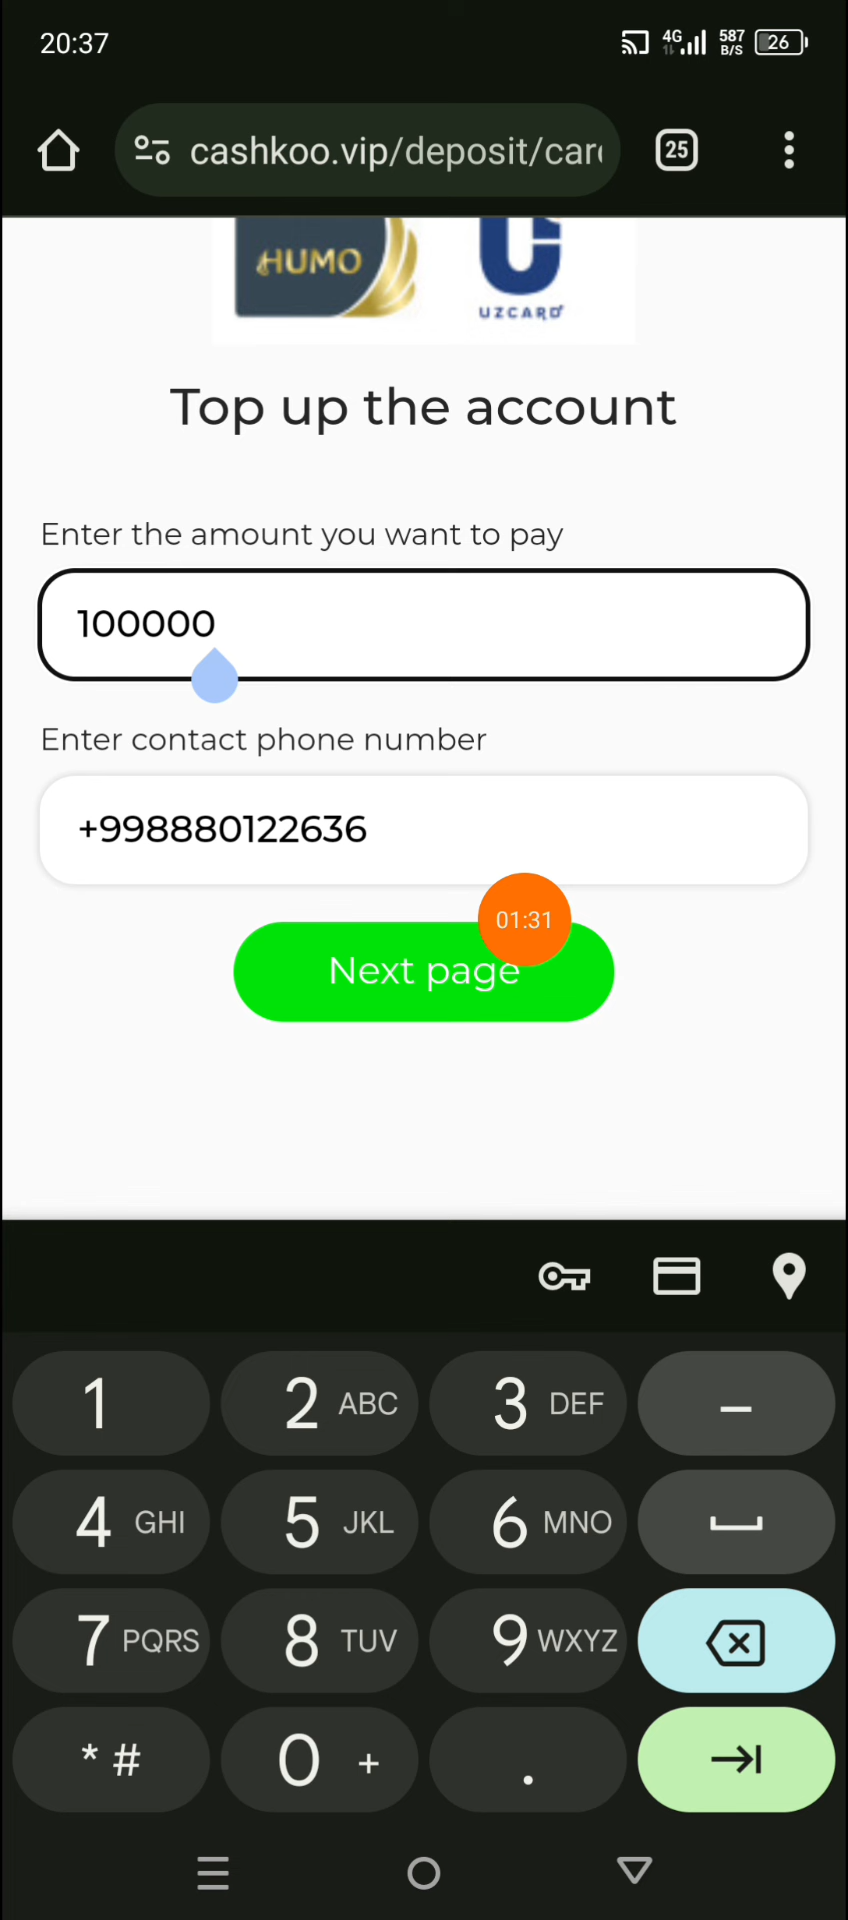 20:37
4G
587
B/S
26
cashkoo.vip/deposit/car
25
HUMO
UZCARD
Top up the account
Enter the amount you want to pay
100000
Enter contact phone number
+998880122636
01:31
Next page
1
2 ABC
3 DEF
–
4 GHI
5 JKL
6 MNO
7 PQRS
8 TUV
9 WXYZ
* #
0 +
.